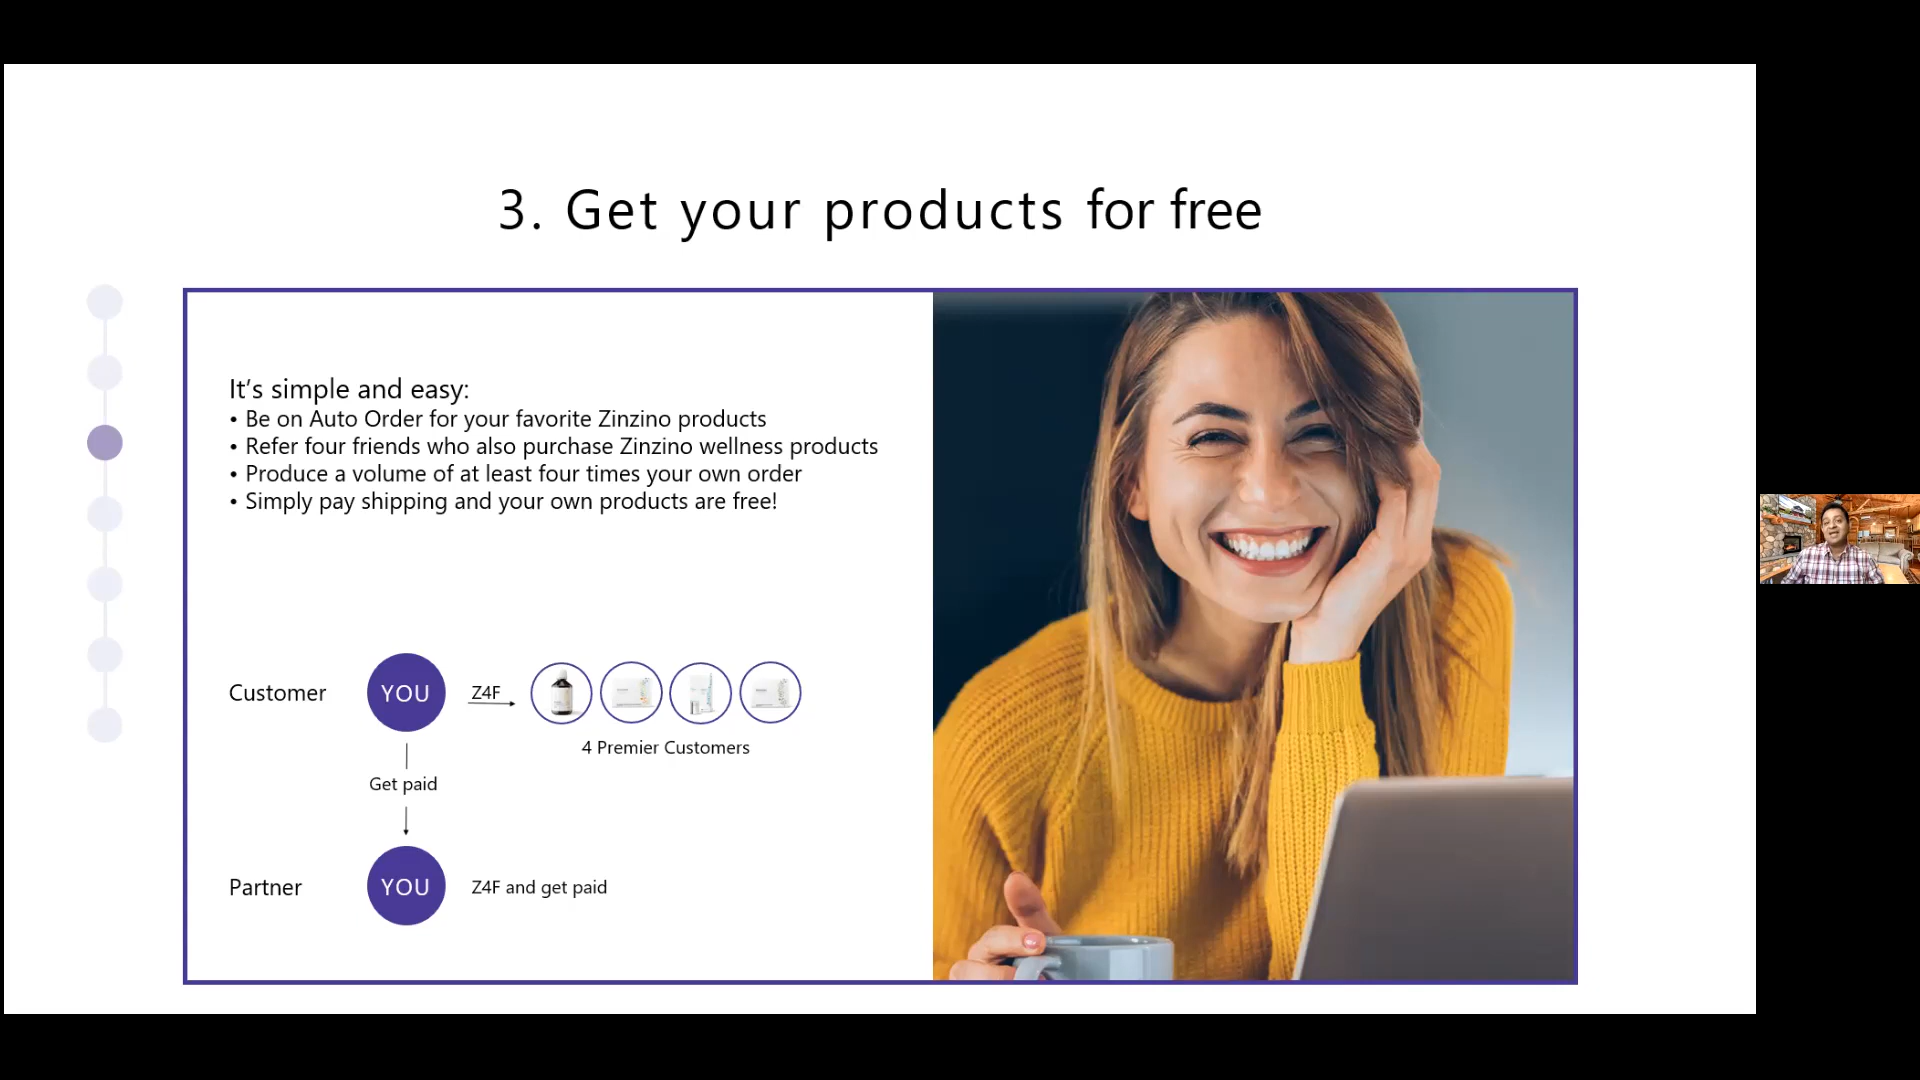 3. Get your products for free
It’s simple and easy:
• Be on Auto Order for your favorite Zinzino products
• Refer four friends who also purchase Zinzino wellness products
• Produce a volume of at least four times your own order
• Simply pay shipping and your own products are free!
Customer
YOU
Z4F
4 Premier Customers
Get paid
Partner
YOU
Z4F and get paid